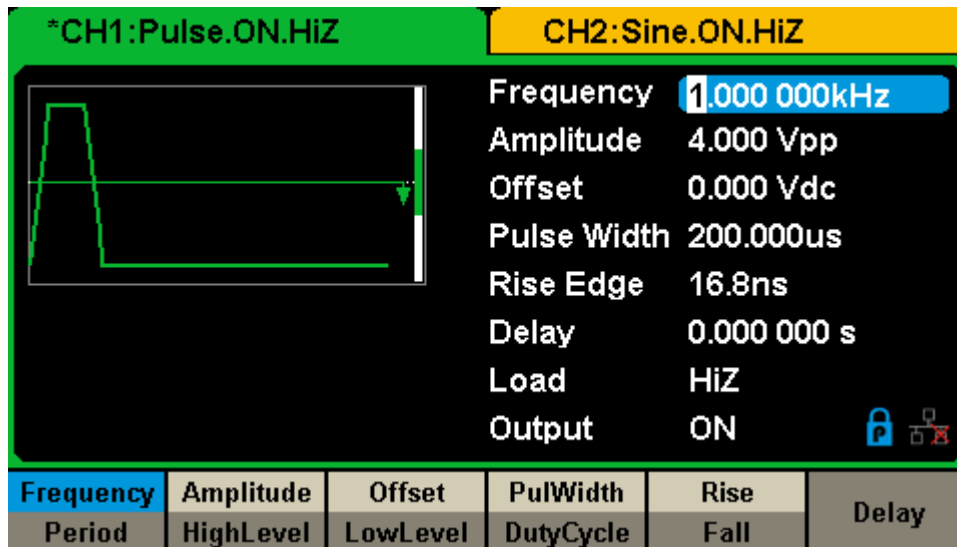 *CH1:Pulse.ON.HiZ
CH2:Sine.ON.HiZ
Frequency 1.000 000kHz
Amplitude 4.000 Vpp
Offset 0.000 Vdc
Pulse Width 200.000us
Rise Edge 16.8ns
Delay 0.000 000 s
Load HiZ
Output ON
P
Frequency Amplitude Offset PulWidth Rise Delay
Period HighLevel LowLevel DutyCycle Fall